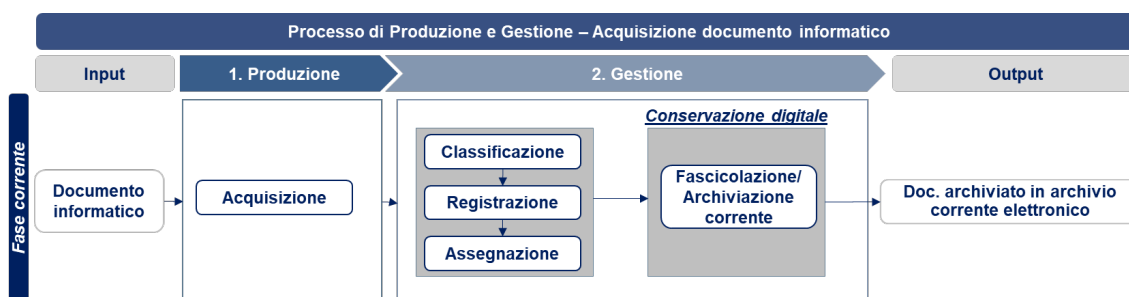 Processo di Produzione e Gestione – Acquisizione documento informatico
Input
1. Produzione
2. Gestione
Output
Fase corrente
Documento
informatico
Acquisizione
Classificazione
Registrazione
Assegnazione
Conservazione digitale
Fascicolazione/
Archiviazione
corrente
Doc. archiviato in archivio
corrente elettronico